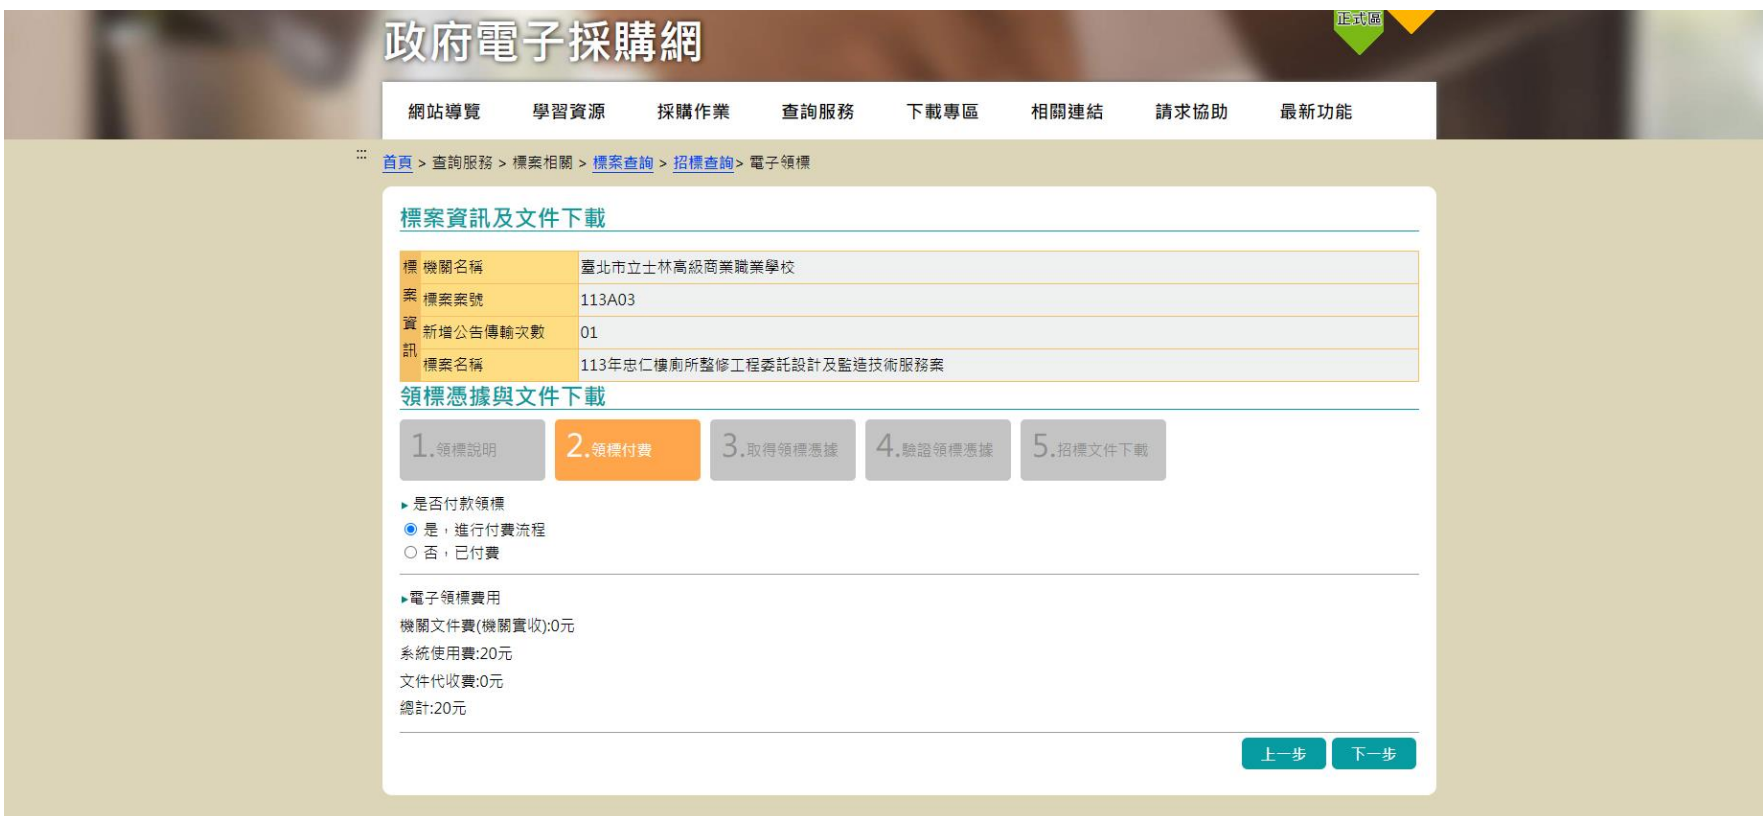 正式區
政府電子採購網
網站導覽 學習資源 採購作業 查詢服務 下載專區 相關連結 請求協助 最新功能
::: 首頁 > 查詢服務 > 標案相關 > 標案查詢 > 招標查詢> 電子領標
標案資訊及文件下載
標案資訊
機關名稱 臺北市立士林高級商業職業學校
標案案號 113A03
新增公告傳輸次數 01
標案名稱 113年忠仁樓廁所整修工程委託設計及監造技術服務案
領標憑據與文件下載
1.領標說明 2.領標付費 3.取得領標憑據 4.驗證領標憑據 5.招標文件下載
▸ 是否付款領標
是，進行付費流程
否，已付費
▸電子領標費用
機關文件費(機關實收):0元
系統使用費:20元
文件代收費:0元
總計:20元
上一步 下一步